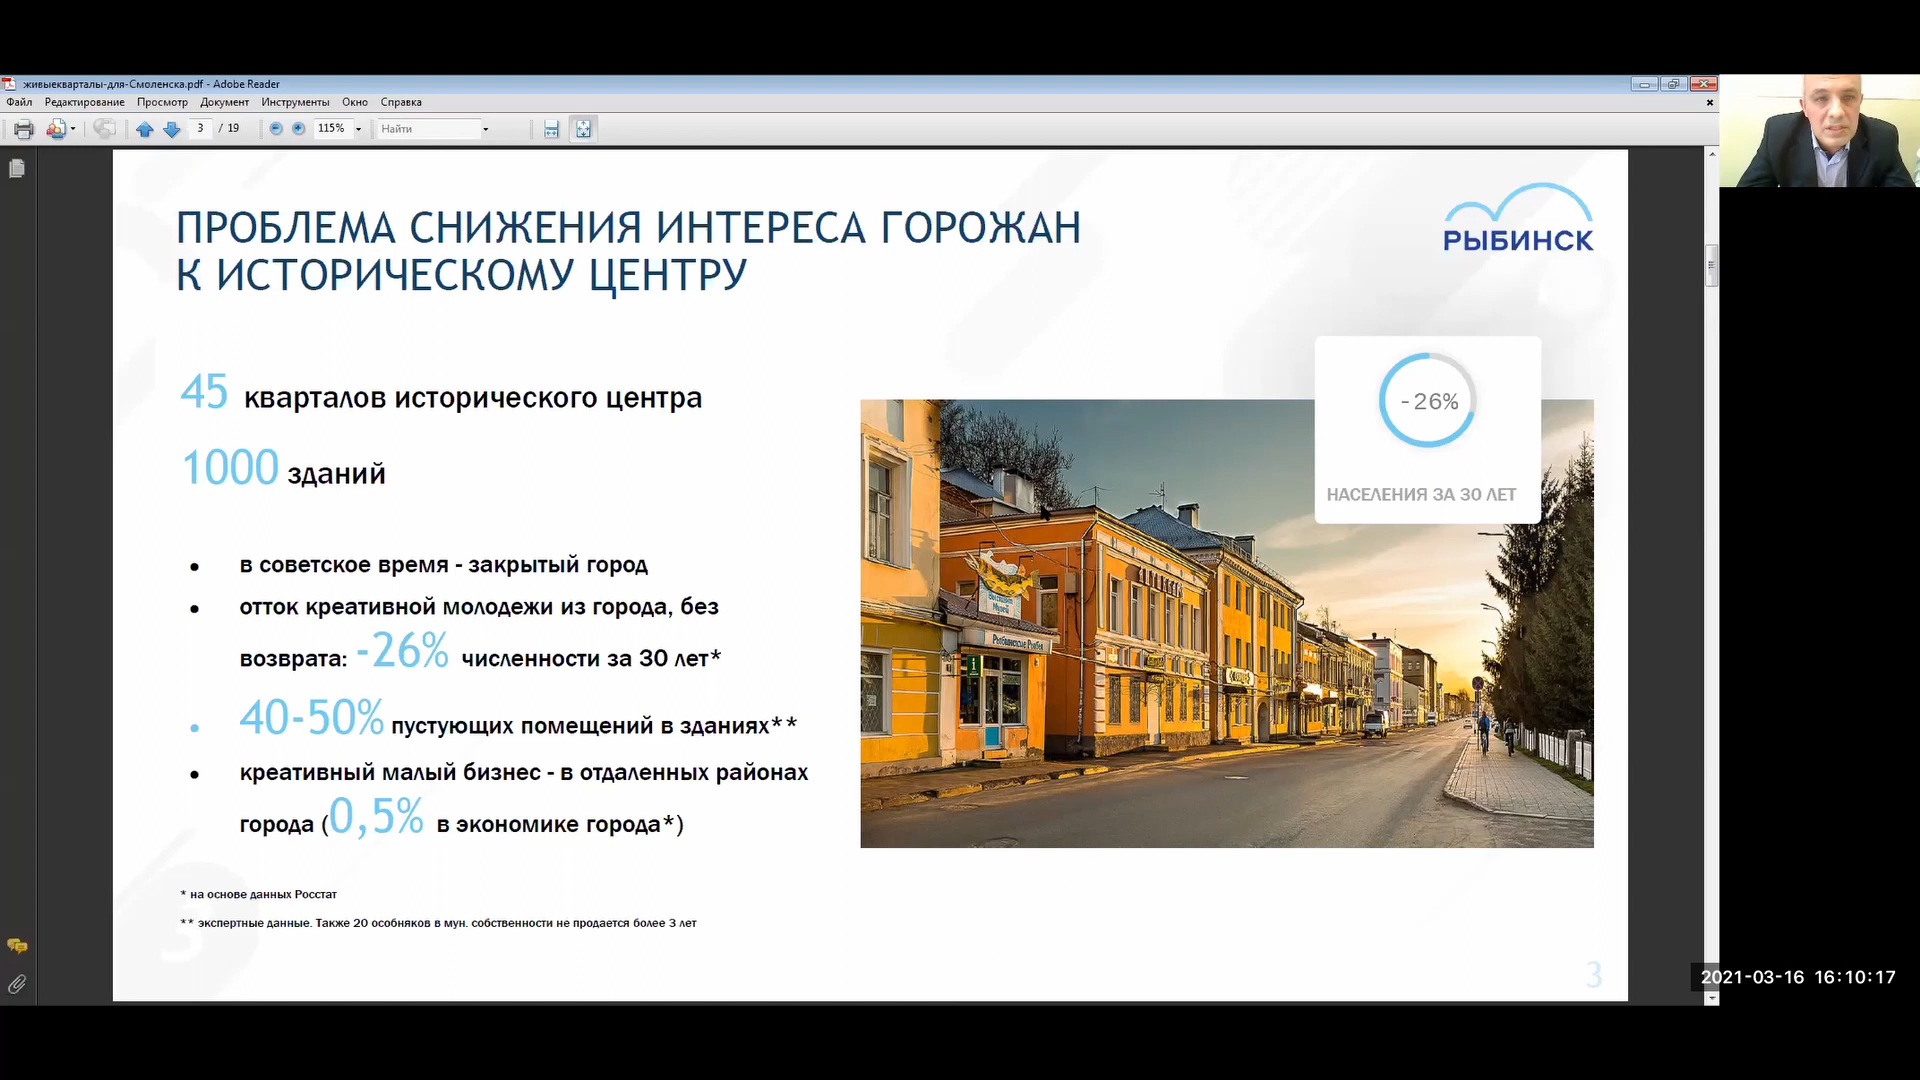 живыекварталы-для-Смоленска.pdf - Adobe Reader
Файл Редактирование Просмотр Документ Инструменты Окно Справка
3 / 19 115% Найти
ПРОБЛЕМА СНИЖЕНИЯ ИНТЕРЕСА ГОРОЖАН
К ИСТОРИЧЕСКОМУ ЦЕНТРУ
РЫБИНСК
45 кварталов исторического центра
1000 зданий
-26%
НАСЕЛЕНИЯ ЗА 30 ЛЕТ
• в советское время - закрытый город
• отток креативной молодежи из города, без
возврата: -26% численности за 30 лет*
• 40-50% пустующих помещений в зданиях**
• креативный малый бизнес - в отдаленных районах
города (0,5% в экономике города*)
* на основе данных Росстат
** экспертные данные. Также 20 особняков в мун. собственности не продается более 3 лет
3
2021-03-16 16:10:17